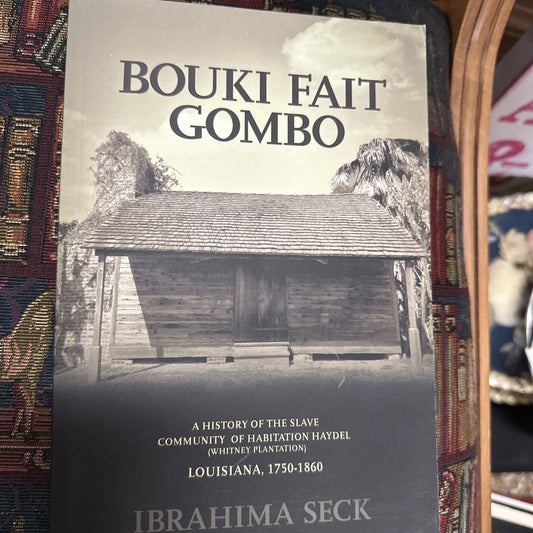 BOUKI FAIT
GOMBO
A HISTORY OF THE SLAVE
COMMUNITY OF HABITATION HAYDEL
(WHITNEY PLANTATION)
LOUISIANA, 1750-1860
IBRAHIMA SECK